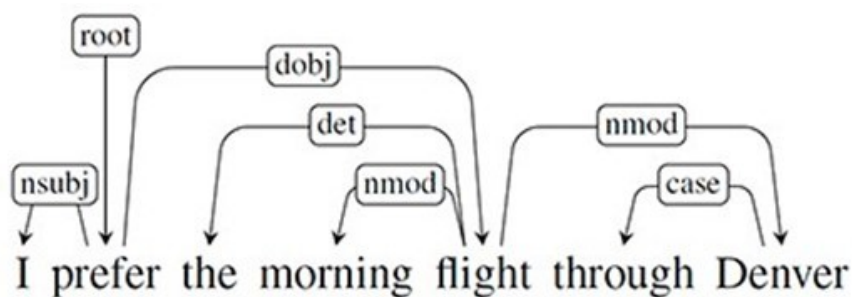 root
dobj
det nmod
nsubj nmod case
I prefer the morning flight through Denver